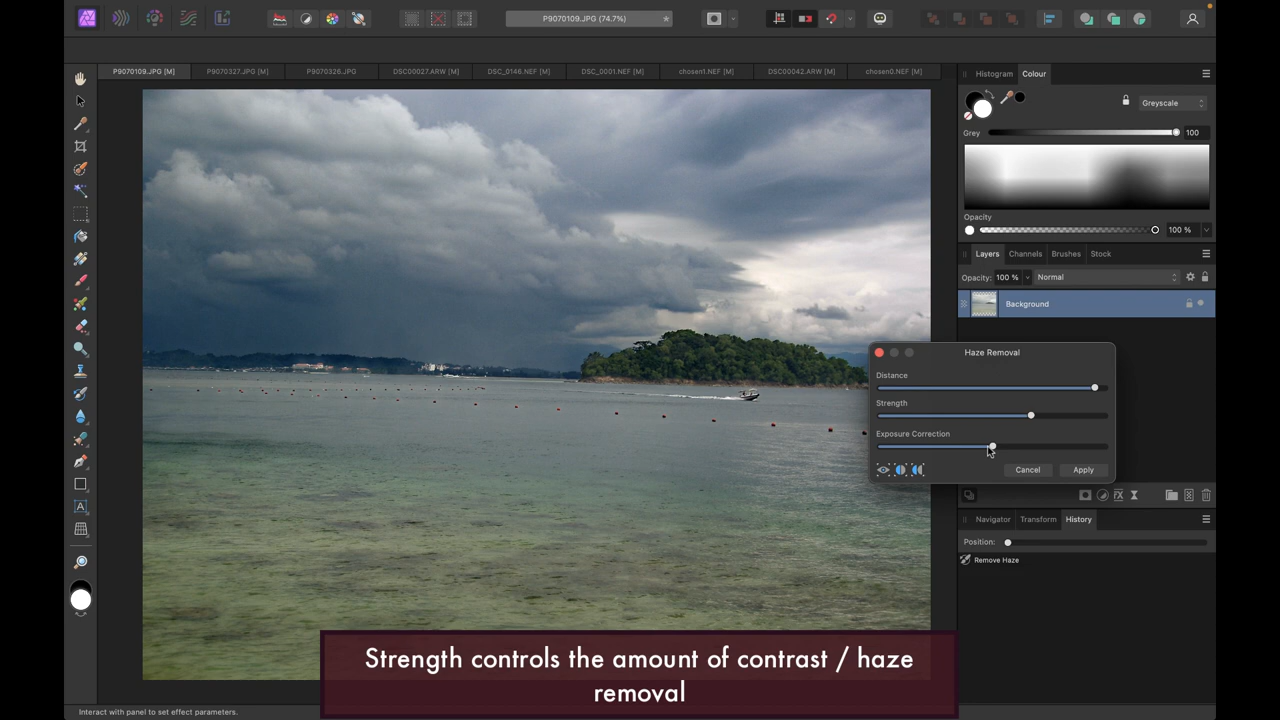 P9070109.JPG (74.7%)
P9070109.JPG [M]
P9070327.JPG [M]
P9070326.JPG
DSC00027.ARW [M]
DSC_0146.NEF [M]
DSC_0001.NEF [M]
chosen1.NEF [M]
DSC00042.ARW [M]
chosen0.NEF [M]
Histogram
Colour
Greyscale
Grey
100
Opacity
100 %
Layers
Channels
Brushes
Stock
Opacity: 100 %
Normal
Background
Haze Removal
Distance
Strength
Exposure Correction
Cancel
Apply
Navigator
Transform
History
Position:
Remove Haze
A
Strength controls the amount of contrast / haze
removal
Interact with panel to set effect parameters.